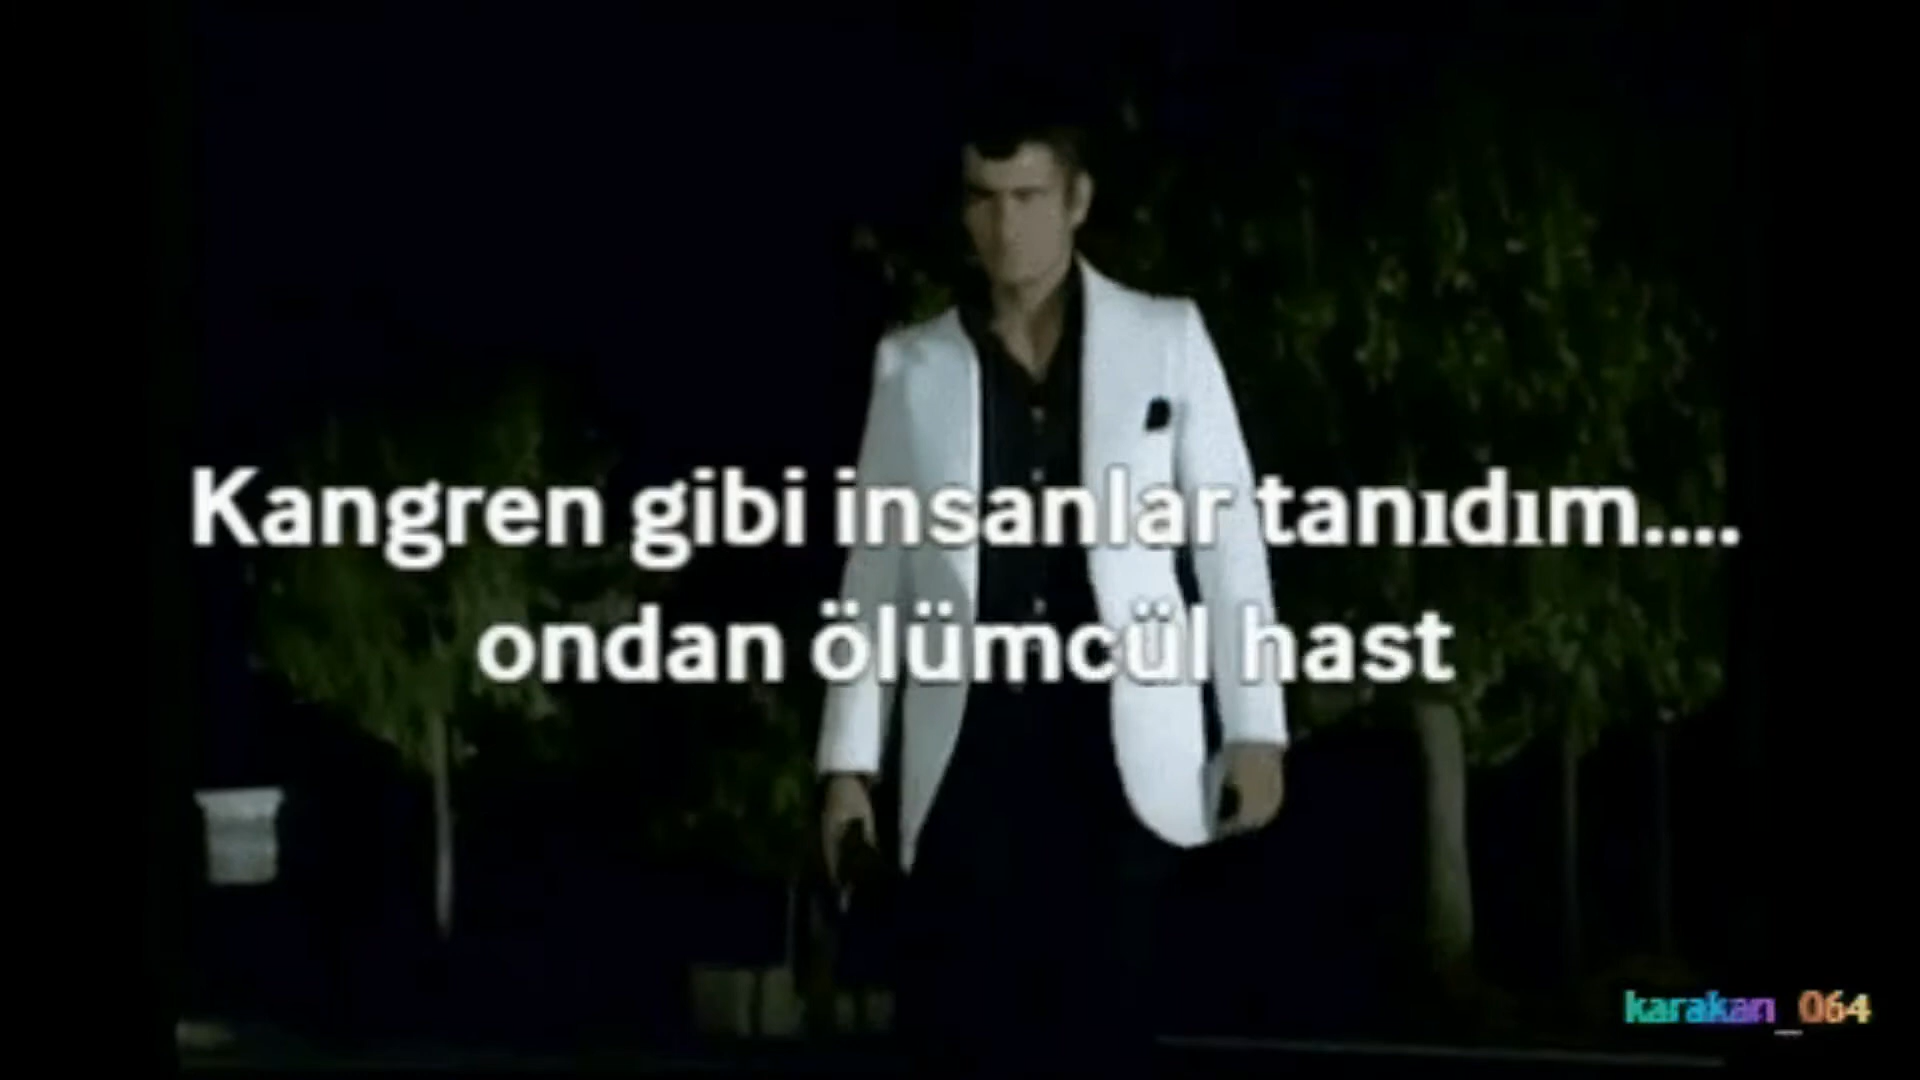 Kangren gibi insanlar tanıdım....
ondan ölümcül hast
karakan_064